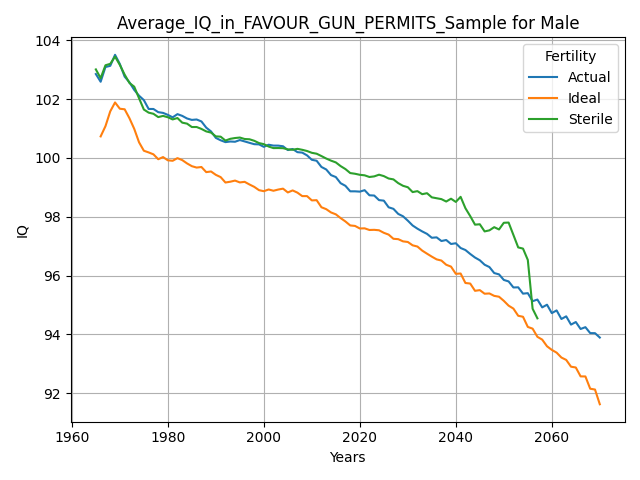 Average_IQ_in_FAVOUR_GUN_PERMITS_Sample for Male
104
102
100
98
96
94
92
IQ
1960
1980
2000
2020
2040
2060
Years
Fertility
Actual
Ideal
Sterile